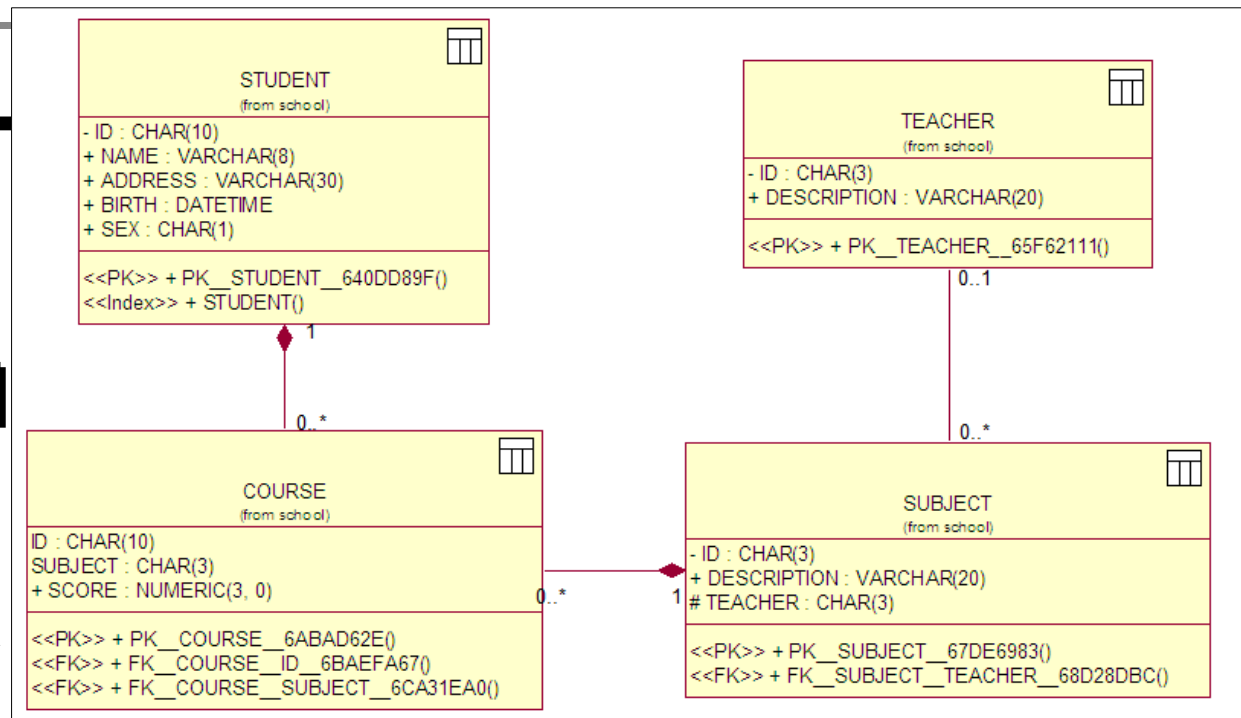 STUDENT
(from school)
- ID : CHAR(10)
+ NAME : VARCHAR(8)
+ ADDRESS : VARCHAR(30)
+ BIRTH : DATETIME
+ SEX : CHAR(1)
<<PK>> + PK__STUDENT__640DD89F()
<<Index>> + STUDENT()
1
0..*
TEACHER
(from school)
- ID : CHAR(3)
+ DESCRIPTION : VARCHAR(20)
<<PK>> + PK__TEACHER__65F62111()
0..1
0..*
COURSE
(from school)
ID : CHAR(10)
SUBJECT : CHAR(3)
+ SCORE : NUMERIC(3, 0)
<<PK>> + PK__COURSE__6ABAD62E()
<<FK>> + FK__COURSE__ID__6BAEFA67()
<<FK>> + FK__COURSE__SUBJECT__6CA31EA0()
0..*
1
SUBJECT
(from school)
- ID : CHAR(3)
+ DESCRIPTION : VARCHAR(20)
# TEACHER : CHAR(3)
<<PK>> + PK__SUBJECT__67DE6983()
<<FK>> + FK__SUBJECT__TEACHER__68D28DBC()